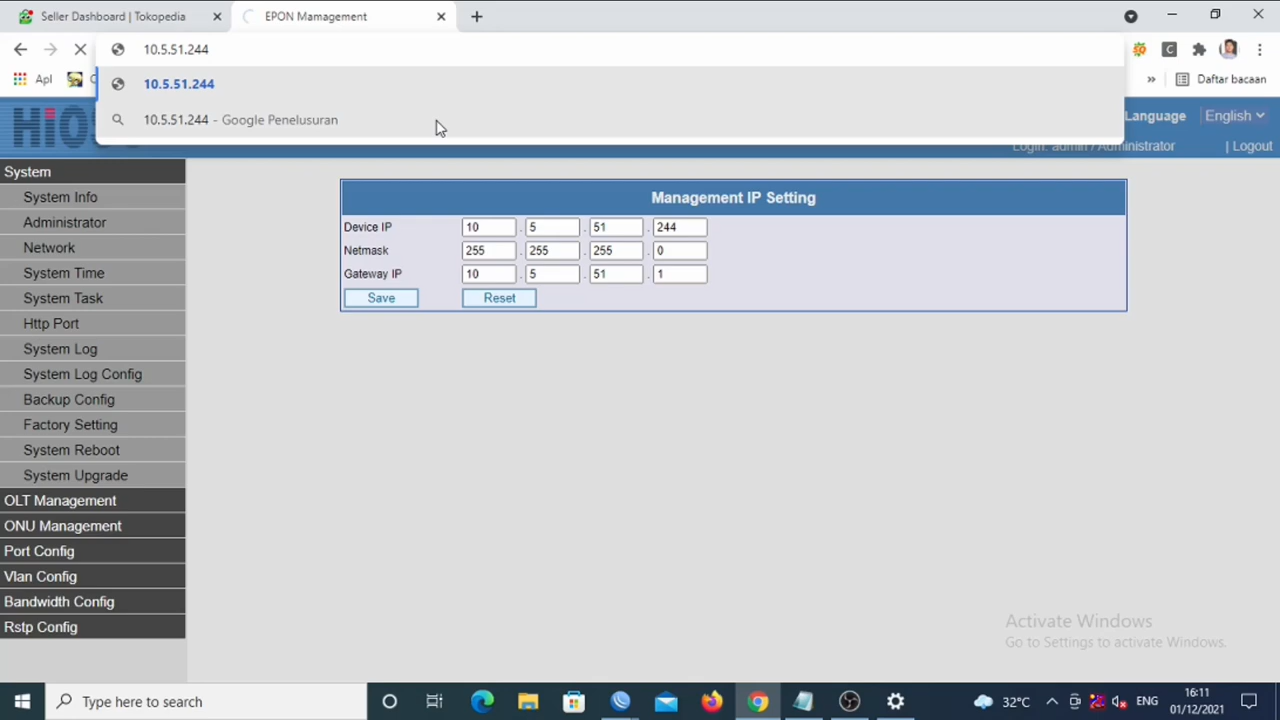 Seller Dashboard | Tokopedia
EPON Mamagement
10.5.51.244
Apl
Daftar bacaan
10.5.51.244
10.5.51.244 - Google Penelusuran
Language English
Login: admin / Administrator | Logout
System
System Info
Administrator
Network
System Time
System Task
Http Port
System Log
System Log Config
Backup Config
Factory Setting
System Reboot
System Upgrade
OLT Management
ONU Management
Port Config
Vlan Config
Bandwidth Config
Rstp Config
Management IP Setting
Device IP 10 . 5 . 51 . 244
Netmask 255 . 255 . 255 . 0
Gateway IP 10 . 5 . 51 . 1
Save Reset
Activate Windows
Go to Settings to activate Windows.
Type here to search
32°C
ENG
16:11
01/12/2021